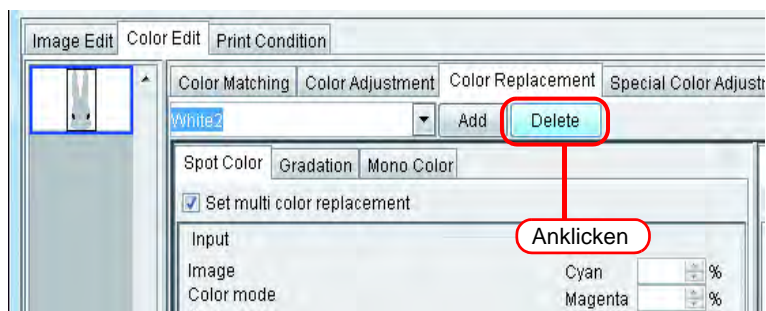 Image Edit Color Edit Print Condition
Color Matching Color Adjustment Color Replacement Special Color Adjustr
White2 Add Delete
Spot Color Gradation Mono Color
Set multi color replacement
Input
Anklicken
Image Cyan %
Color mode Magenta %